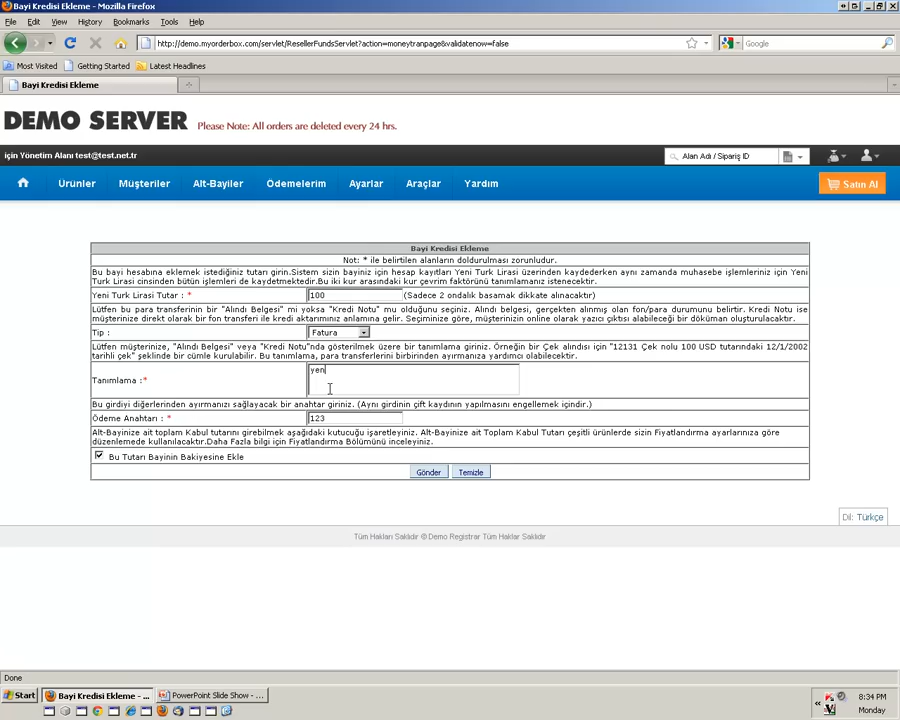 Bayi Kredisi Ekleme - Mozilla Firefox
File Edit View History Bookmarks Tools Help
http://demo.myorderbox.com/servlet/ResellerFundsServlet?action=moneytranpage&validatenow=false
Google
Most Visited Getting Started Latest Headlines
Bayi Kredisi Ekleme
DEMO SERVER Please Note: All orders are deleted every 24 hrs.
için Yönetim Alanı test@test.net.tr
Alan Adı / Sipariş ID
Ürünler Müşteriler Alt-Bayiler Ödemelerim Ayarlar Araçlar Yardım
Satın Al
Bayi Kredisi Ekleme
Not: * ile belirtilen alanların doldurulması zorunludur.
Bu bayi hesabına eklemek istediğiniz tutarı girin.Sistem sizin bayiniz için hesap kayıtları Yeni Turk Lirasi üzerinden kaydederken aynı zamanda muhasebe işlemleriniz için Yeni
Turk Lirasi cinsinden bütün işlemleri de kaydetmektedir.Bu iki kur arasındaki kur çevrim faktörünü tanımlamanız istenecektir.
Yeni Turk Lirasi Tutar : * 100 (Sadece 2 ondalık basamak dikkate alınacaktır)
Lütfen bu para transferinin bir "Alındı Belgesi" mi yoksa "Kredi Notu" mu olduğunu seçiniz. Alındı belgesi, gerçekten alınmış olan fon/para durumunu belirtir. Kredi Notu ise
müşterinize direkt olarak bir fon transferi ile kredi aktarımınız anlamına gelir. Seçiminize göre, müşterinizin online olarak yazıcı çıktısı alabileceği bir döküman oluşturulacaktır.
Tip : Fatura
Lütfen müşterinize, "Alındı Belgesi" veya "Kredi Notu"nda gösterilmek üzere bir tanımlama giriniz. Örneğin bir Çek alındısı için "12131 Çek nolu 100 USD tutarındaki 12/1/2002
tarihli çek" şeklinde bir cümle kurulabilir. Bu tanımlama, para transferlerini birbirinden ayırmanıza yardımcı olabilecektir.
Tanımlama :* yen
Bu girdiyi diğerlerinden ayırmanızı sağlayacak bir anahtar giriniz. (Aynı girdinin çift kaydının yapılmasını engellemek içindir.)
Ödeme Anahtarı : * 123
Alt-Bayinize ait toplam Kabul tutarını girebilmek aşağıdaki kutucuğu işaretleyiniz. Alt-Bayinize ait Toplam Kabul Tutarı çeşitli ürünlerde sizin Fiyatlandırma ayarlarınıza göre
düzenlemede kullanılacaktır.Daha Fazla bilgi için Fiyatlandırma Bölümünü inceleyiniz.
Bu Tutarı Bayinin Bakiyesine Ekle
Gönder Temizle
Dil: Türkçe
Tüm Hakları Saklıdır © Demo Registrar Tüm Haklar Saklıdır
Done
Start Bayi Kredisi Ekleme - ... PowerPoint Slide Show - ...
8:34 PM
Monday